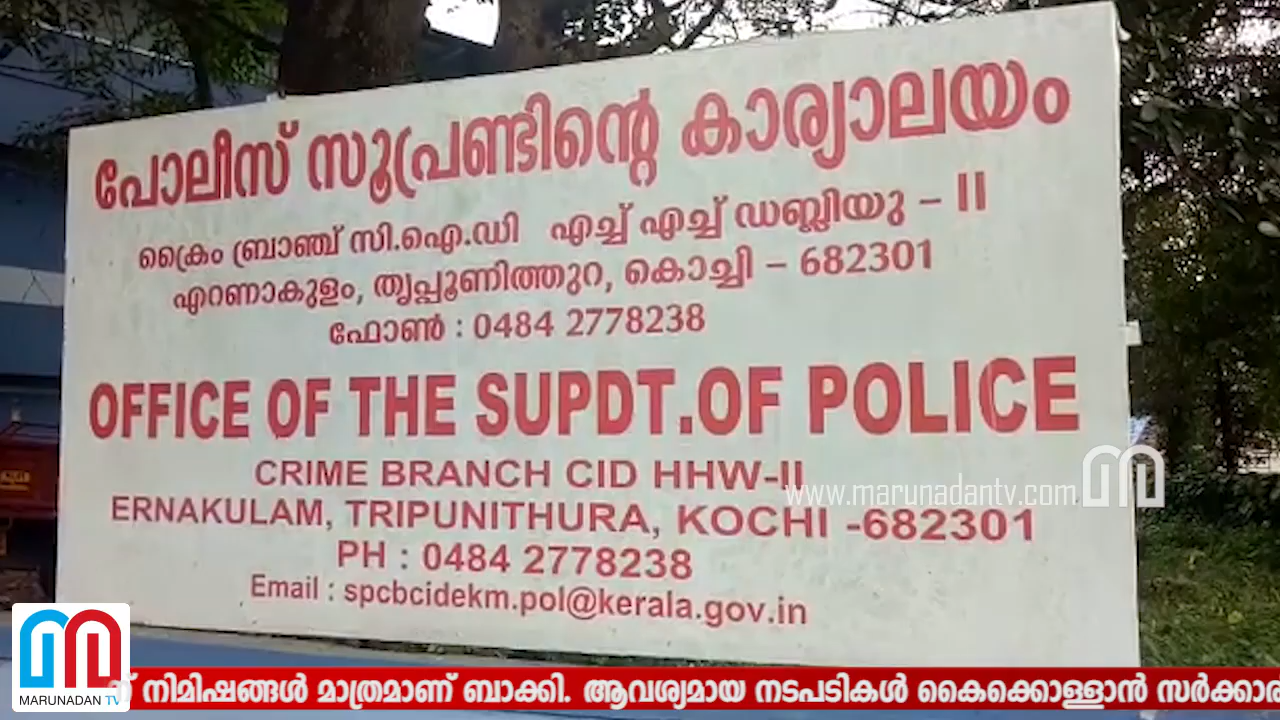 പോലീസ് സൂപ്രണ്ടിന്റെ കാര്യാലയം
ക്രൈം ബ്രാഞ്ച് സി.ഐ.ഡി എച്ച് എച്ച് ഡബ്ലിയു – II
എറണാകുളം, തൃപ്പൂണിത്തുറ, കൊച്ചി – 682301
ഫോൺ : 0484 2778238
OFFICE OF THE SUPDT.OF POLICE
CRIME BRANCH CID HHW-II
www.marunadantv.com
ERNAKULAM, TRIPUNITHURA, KOCHI -682301
PH : 0484 2778238
Email : spcbcidekm.pol@kerala.gov.in
MARUNADAN TV
നിമിഷങ്ങൾ മാത്രമാണ് ബാക്കി. ആവശ്യമായ നടപടികൾ കൈക്കൊള്ളാൻ